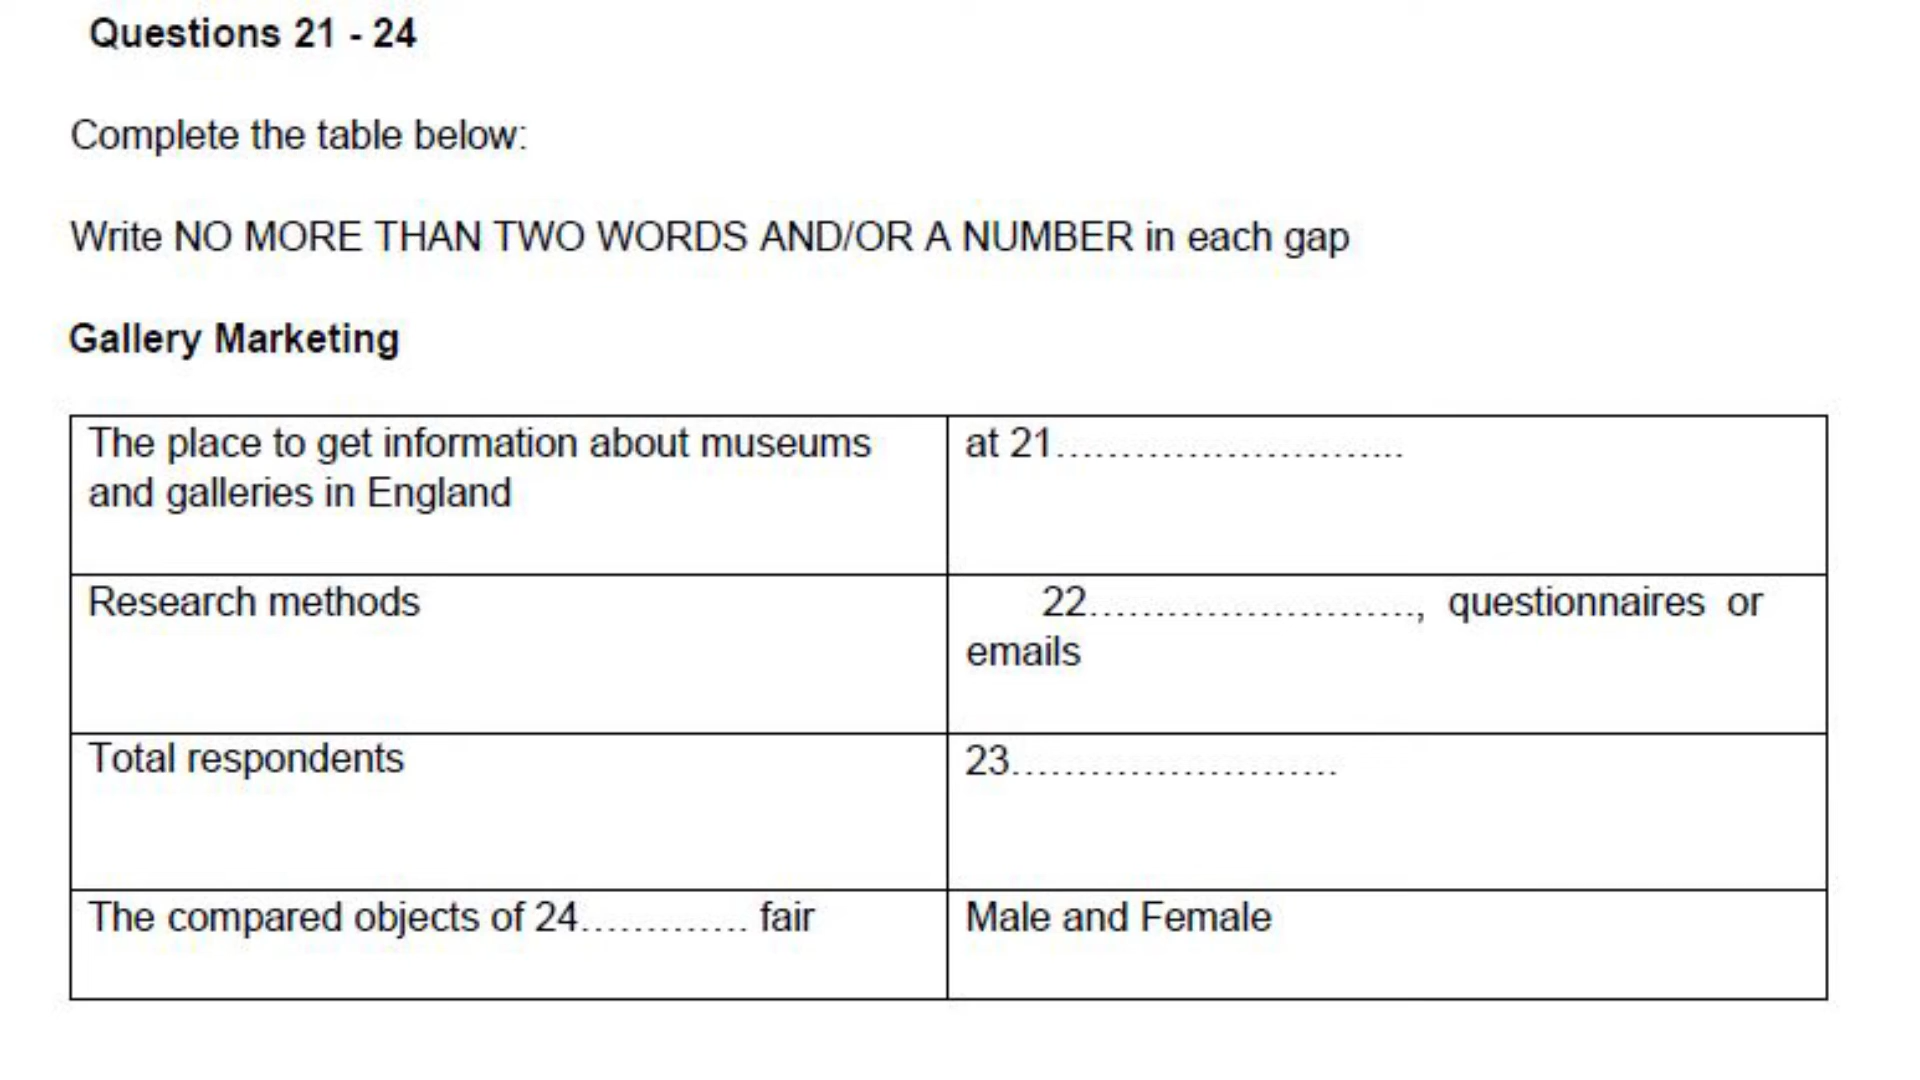 Questions 21 - 24
Complete the table below:
Write NO MORE THAN TWO WORDS AND/OR A NUMBER in each gap
Gallery Marketing
The place to get information about museums
and galleries in England
at 21...........................
Research methods
22........................., questionnaires or
emails
Total respondents
23.........................
The compared objects of 24............. fair
Male and Female